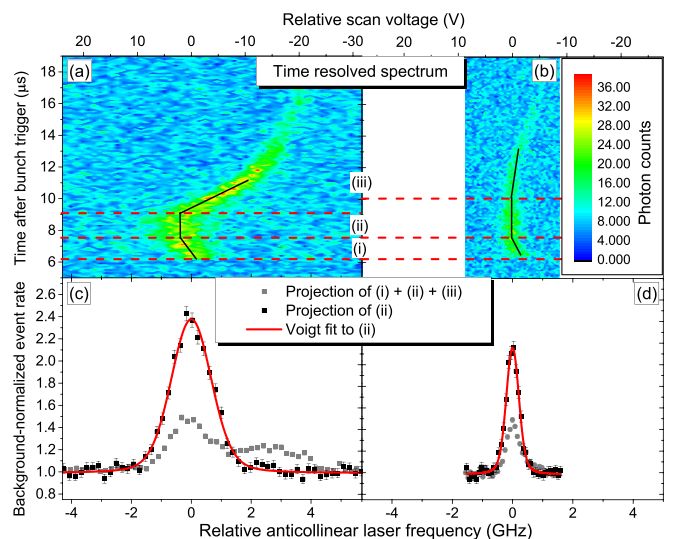 Relative scan voltage (V)
20 10 0 -10 -20 -30 20 10 0 -10 -20
(a) Time resolved spectrum (b)
Time after bunch trigger (µs)
18
16
14
12
10
8
6
(iii)
(ii)
(i)
36.00
32.00
28.00
24.00
20.00
16.00
12.00
8.000
4.000
0.000
Photon counts
(c) (d)
Projection of (i) + (ii) + (iii)
Projection of (ii)
Voigt fit to (ii)
Background-normalized event rate
2.6
2.4
2.2
2.0
1.8
1.6
1.4
1.2
1.0
0.8
-4 -2 0 2 4 -4 -2 0 2 4
Relative anticollinear laser frequency (GHz)